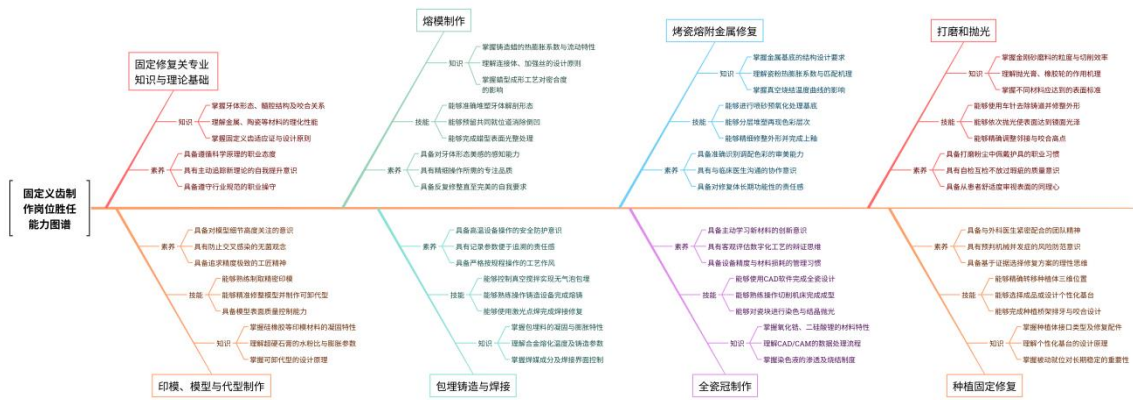 固定义齿制
作岗位胜任
能力图谱
固定修复关专业
知识与理论基础
知识
掌握牙体形态、髓腔结构及咬合关系
理解金属、陶瓷等材料的理化性能
掌握固定义齿适应证与设计原则
素养
具备遵循科学原理的职业态度
具有主动追踪新理论的自我提升意识
具备遵守行业规范的职业操守
熔模制作
知识
掌握铸造蜡的热膨胀系数与流动特性
理解连接体、加强丝的设计原则
掌握蜡型成形工艺对密合度
的影响
技能
能够准确堆塑牙体解剖形态
能够预留共同就位道消除倒凹
能够完成蜡型表面光整处理
素养
具备对牙体形态美感的感知能力
具有精细操作所需的专注品质
具备反复修整直至完美的自我要求
烤瓷熔附金属修复
知识
掌握金属基底的结构设计要求
理解瓷粉热膨胀系数与匹配机理
掌握真空烧结温度曲线的影响
技能
能够进行喷砂预氧化处理基底
能够分层堆塑再现色彩层次
能够精细修整外形并完成上釉
素养
具备准确识别调配色彩的审美能力
具有与临床医生沟通的协作意识
具备对修复体长期功能性的责任感
打磨和抛光
知识
掌握金刚砂磨料的粒度与切削效率
理解抛光膏、橡胶轮的作用机理
掌握不同材料应达到的表面标准
技能
能够使用车针去除铸道并修整外形
能够依次抛光使表面达到镜面光泽
能够精确调整邻接与咬合高点
素养
具备打磨粉尘中佩戴护具的职业习惯
具有自检互检不放过瑕疵的质量意识
具备从患者舒适度审视表面的同理心
素养
具备对模型细节高度关注的意识
具有防止交叉感染的无菌观念
具备追求精度极致的工匠精神
技能
能够熟练制取精密印模
能够精准修整模型并制作可卸代型
具备模型表面质量控制能力
知识
掌握硅橡胶等印模材料的凝固特性
理解超硬石膏的水粉比与膨胀参数
掌握可卸代型的设计原理
印模、模型与代型制作
素养
具备高温设备操作的安全防护意识
具有记录参数便于追溯的责任感
具备严格按规程操作的工艺作风
技能
能够控制真空搅拌实现无气泡包埋
能够熟练操作铸造设备完成熔铸
能够使用激光点焊完成焊接修复
知识
掌握包埋料的凝固与膨胀特性
理解合金熔化温度及铸造参数
掌握焊媒成分及焊接界面控制
包埋铸造与焊接
素养
具备主动学习新材料的创新意识
具有客观评估数字化工艺的辩证思维
具备设备精度与材料损耗的管理习惯
技能
能够使用CAD软件完成全瓷设计
能够熟练操作切削机床完成成型
能够对瓷块进行染色与结晶抛光
知识
掌握氧化锆、二硅酸锂的材料特性
理解CAD/CAM的数据处理流程
掌握染色液的渗透及烧结制度
全瓷冠制作
素养
具备与外科医生紧密配合的团队精神
具有预判机械并发症的风险防范意识
具备基于证据选择修复方案的理性思维
技能
能够精确转移种植体三维位置
能够选择成品或设计个性化基台
能够完成种植桥架排牙与咬合设计
知识
掌握种植体接口类型及修复配件
理解个性化基台的设计原理
掌握被动就位对长期稳定的重要性
种植固定修复